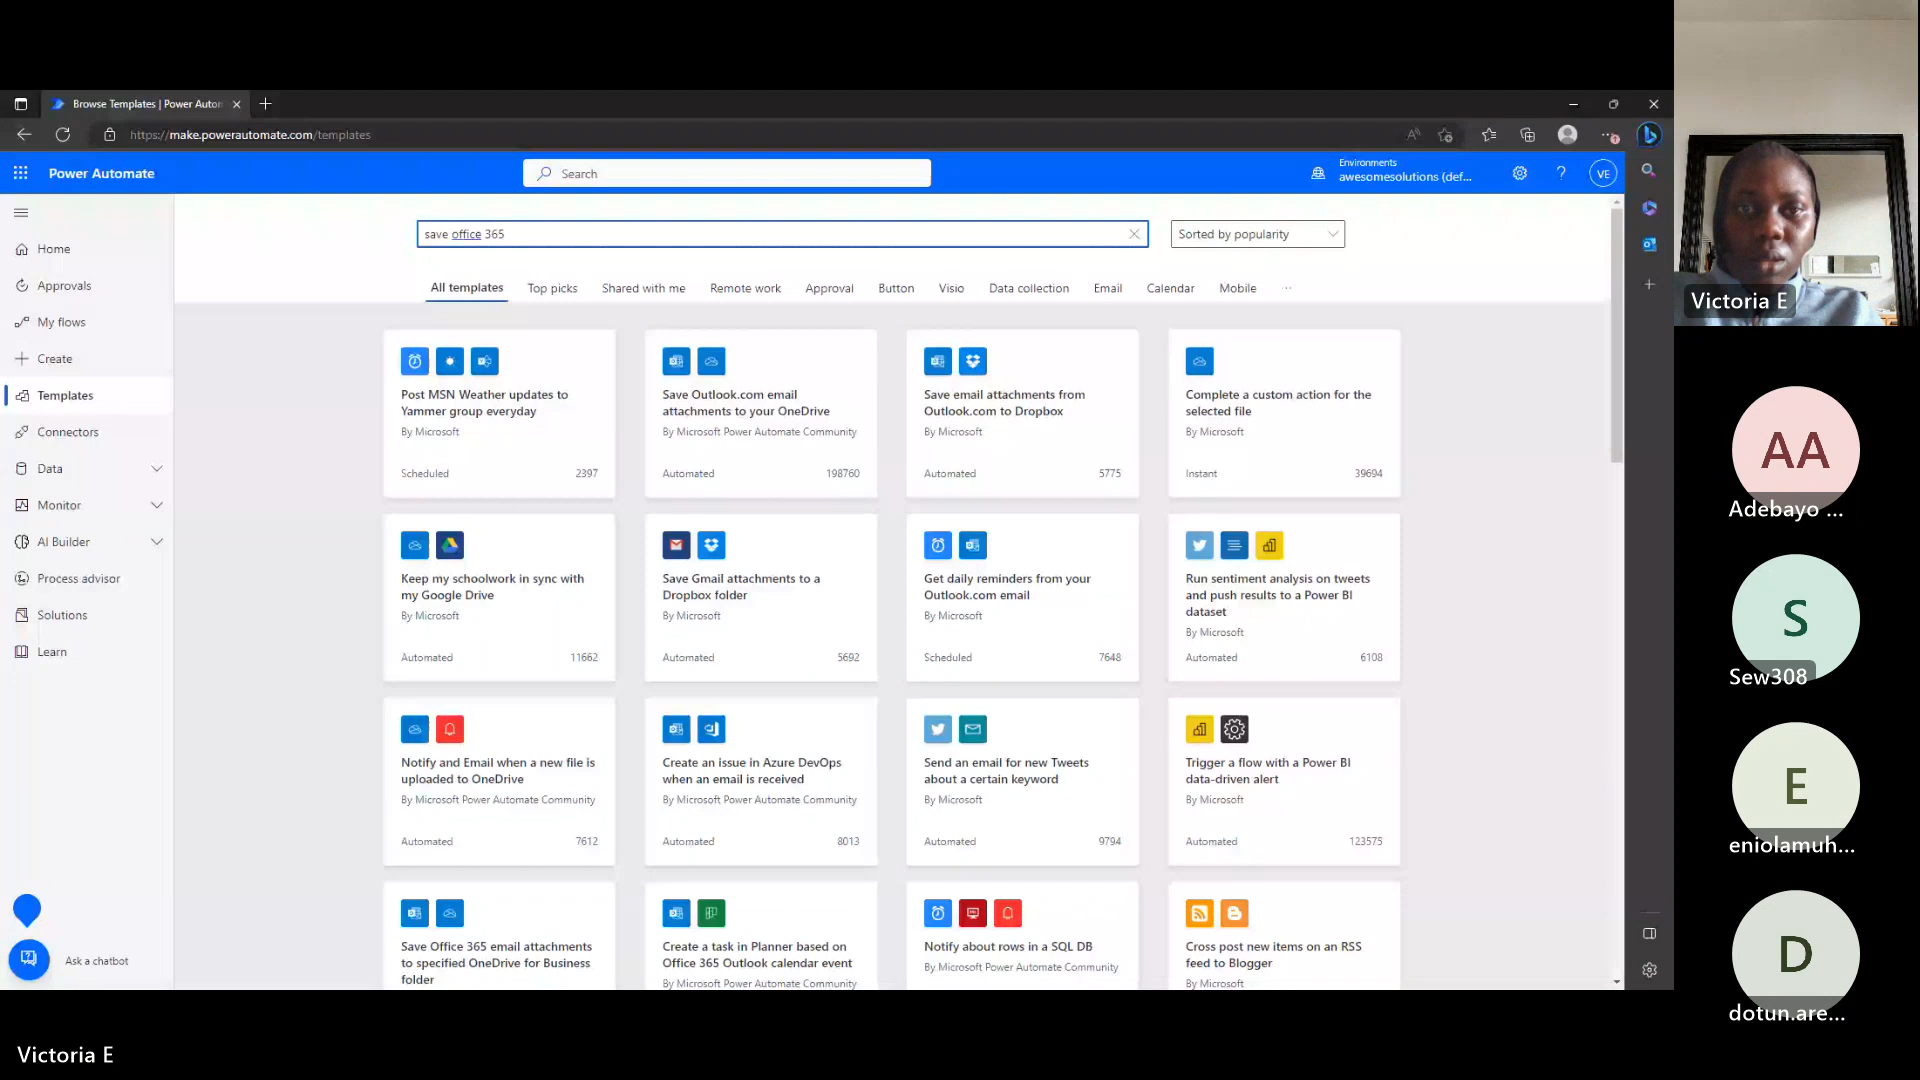 Browse Templates | Power Autom
https://make.powerautomate.com/templates
Power Automate
Search
Environments
awesomesolutions (def...
VE
save office 365
Sorted by popularity
Home
Approvals
My flows
Create
Templates
Connectors
Data
Monitor
AI Builder
Process advisor
Solutions
Learn
Ask a chatbot
All templates
Top picks
Shared with me
Remote work
Approval
Button
Visio
Data collection
Email
Calendar
Mobile
Post MSN Weather updates to
Yammer group everyday
By Microsoft
Scheduled 2397
Save Outlook.com email
attachments to your OneDrive
By Microsoft Power Automate Community
Automated 198760
Save email attachments from
Outlook.com to Dropbox
By Microsoft
Automated 5775
Complete a custom action for the
selected file
By Microsoft
Instant 39694
Keep my schoolwork in sync with
my Google Drive
By Microsoft
Automated 11662
Save Gmail attachments to a
Dropbox folder
By Microsoft
Automated 5692
Get daily reminders from your
Outlook.com email
By Microsoft
Scheduled 7648
Run sentiment analysis on tweets
and push results to a Power BI
dataset
By Microsoft
Automated 6108
Notify and Email when a new file is
uploaded to OneDrive
By Microsoft Power Automate Community
Automated 7612
Create an issue in Azure DevOps
when an email is received
By Microsoft Power Automate Community
Automated 8013
Send an email for new Tweets
about a certain keyword
By Microsoft
Automated 9794
Trigger a flow with a Power BI
data-driven alert
By Microsoft
Automated 123575
Save Office 365 email attachments
to specified OneDrive for Business
folder
Create a task in Planner based on
Office 365 Outlook calendar event
By Microsoft Power Automate Community
Notify about rows in a SQL DB
By Microsoft Power Automate Community
Cross post new items on an RSS
feed to Blogger
By Microsoft
Victoria E
AA
Adebayo ...
S
Sew308
E
eniolamuh...
D
dotun.are...
Victoria E